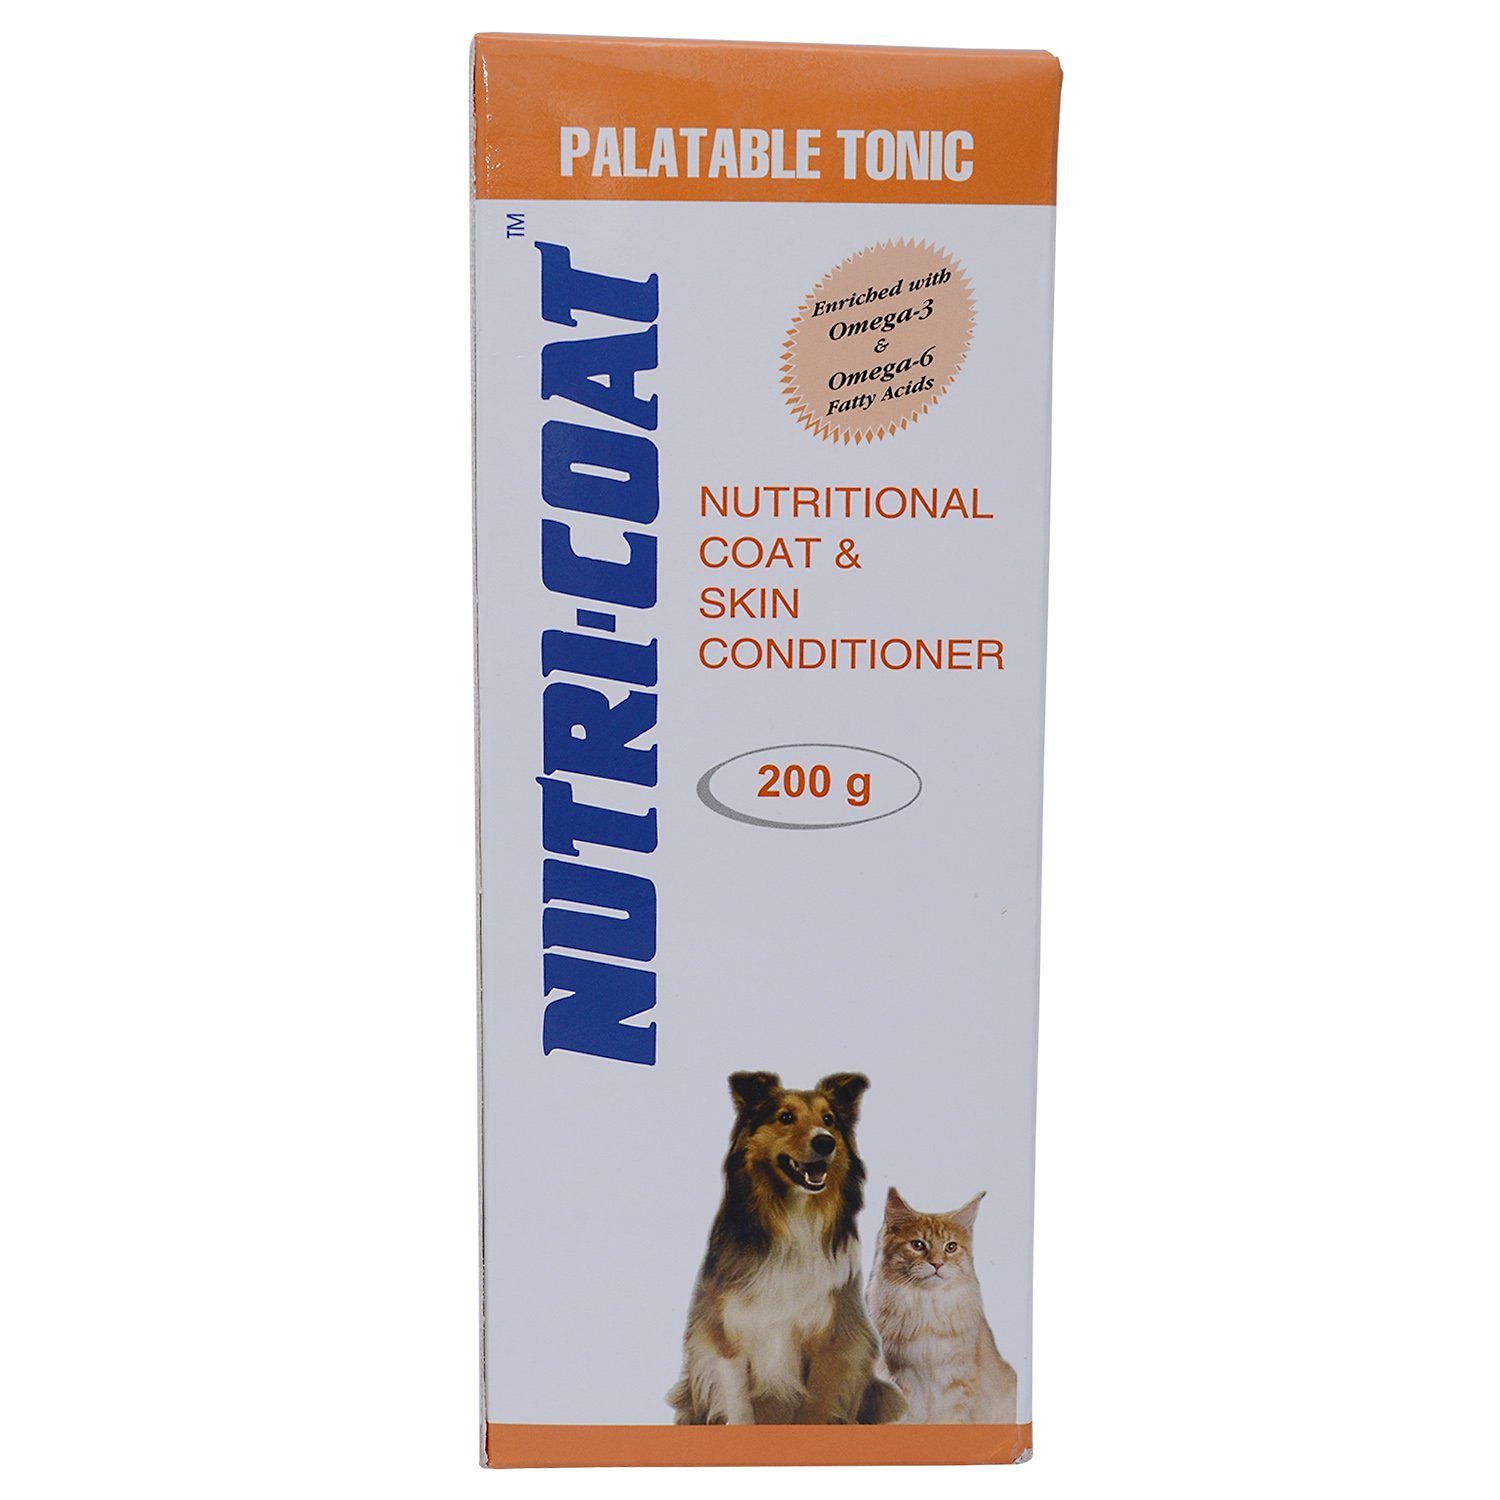 PALATABLE TONIC
NUTRI-COAT™
Enriched with
Omega-3
&
Omega-6
Fatty Acids
NUTRITIONAL
COAT &
SKIN
CONDITIONER
200 g